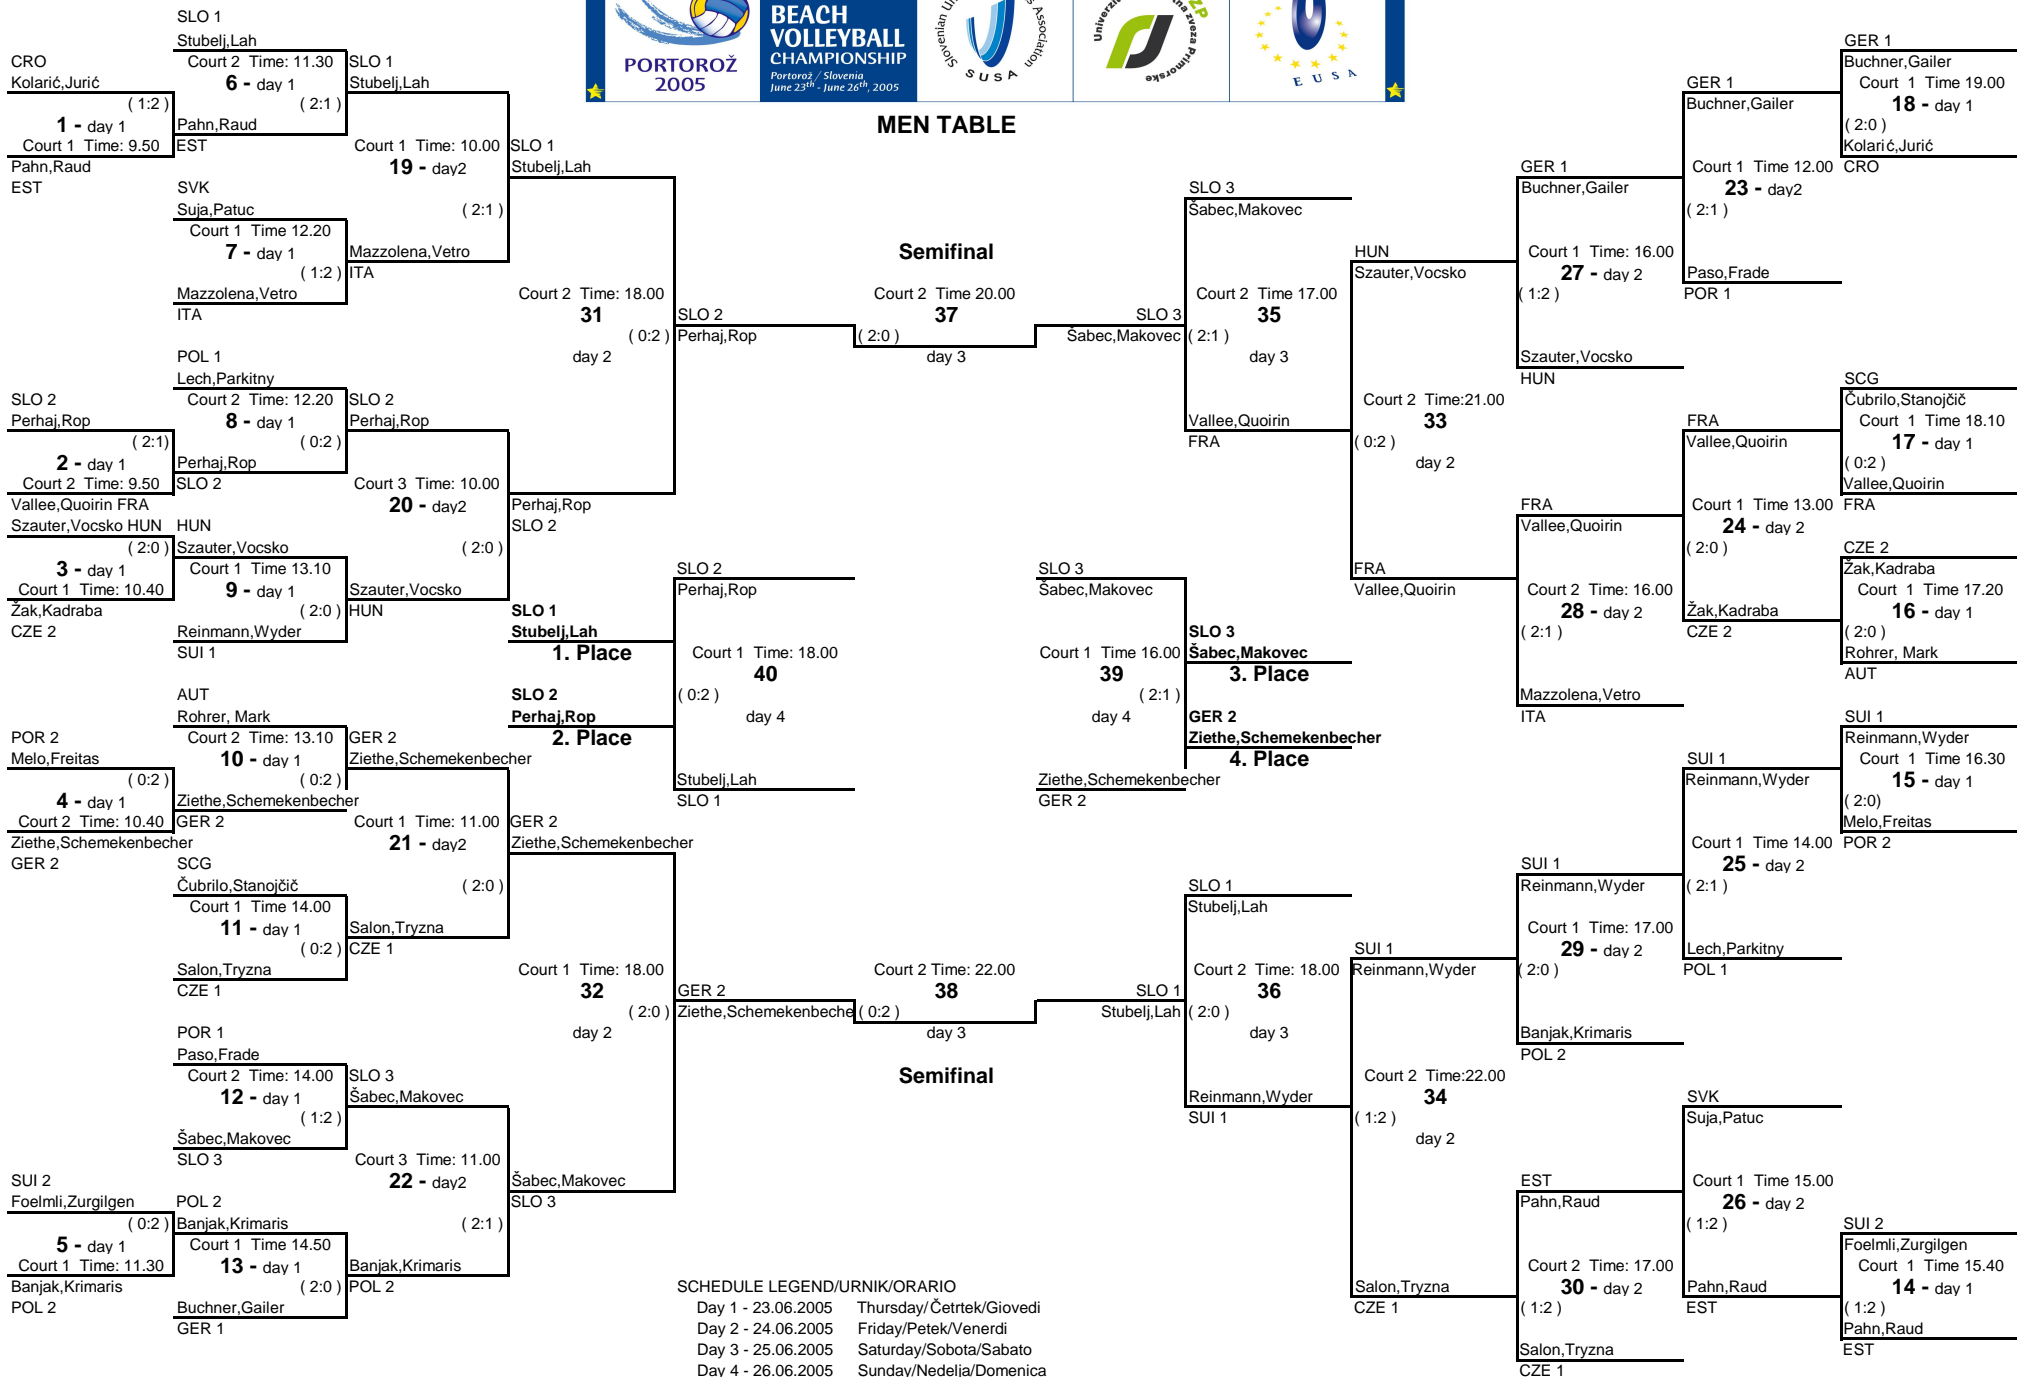 PORTOROŽ
2005
BEACH
VOLLEYBALL
CHAMPIONSHIP
Portorož / Slovenia
June 23th - June 26th, 2005
SUSA
Association
zveza Primorske
EUSA
MEN TABLE
SLO 1
Stubelj,Lah
CRO
Kolarić,Jurić
( 1:2 )
1 - day 1
Court 1 Time: 9.50
Pahn,Raud
EST
Court 2 Time: 11.30
6 - day 1
( 2:1 )
Pahn,Raud
EST
SLO 1
Stubelj,Lah
Court 1 Time: 10.00
19 - day2
( 2:1 )
SVK
Suja,Patuc
Court 1 Time 12.20
7 - day 1
( 1:2 )
Mazzolena,Vetro
ITA
Mazzolena,Vetro
ITA
SLO 1
Stubelj,Lah
Court 2 Time: 18.00
31
( 0:2 )
day 2
POL 1
Lech,Parkitny
SLO 2
Perhaj,Rop
( 2:1)
2 - day 1
Court 2 Time: 9.50
Vallee,Quoirin FRA
Court 2 Time: 12.20
8 - day 1
( 0:2 )
Perhaj,Rop
SLO 2
SLO 2
Perhaj,Rop
Court 3 Time: 10.00
20 - day2
( 2:0 )
Perhaj,Rop
SLO 2
Szauter,Vocsko HUN
( 2:0 )
3 - day 1
Court 1 Time: 10.40
Žak,Kadraba
CZE 2
HUN
Szauter,Vocsko
Court 1 Time 13.10
9 - day 1
( 2:0 )
Reinmann,Wyder
SUI 1
Szauter,Vocsko
HUN
SLO 1
Stubelj,Lah
1. Place
SLO 2
Perhaj,Rop
2. Place
AUT
Rohrer, Mark
POR 2
Melo,Freitas
( 0:2 )
4 - day 1
Court 2 Time: 10.40
Ziethe,Schemekenbecher
GER 2
Court 2 Time: 13.10
10 - day 1
( 0:2 )
Ziethe,Schemekenbecher
GER 2
GER 2
Ziethe,Schemekenbecher
Court 1 Time: 11.00
21 - day2
( 2:0 )
SCG
Čubrilo,Stanojčič
Court 1 Time 14.00
11 - day 1
( 0:2 )
Salon,Tryzna
CZE 1
Salon,Tryzna
CZE 1
GER 2
Ziethe,Schemekenbecher
Court 1 Time: 18.00
32
( 2:0 )
day 2
POR 1
Paso,Frade
Court 2 Time: 14.00
12 - day 1
( 1:2 )
Šabec,Makovec
SLO 3
SLO 3
Šabec,Makovec
Court 3 Time: 11.00
22 - day2
( 2:1 )
Šabec,Makovec
SLO 3
SUI 2
Foelmli,Zurgilgen
( 0:2 )
5 - day 1
Court 1 Time: 11.30
Banjak,Krimaris
POL 2
POL 2
Banjak,Krimaris
Court 1 Time 14.50
13 - day 1
( 2:0 )
Buchner,Gailer
GER 1
Banjak,Krimaris
POL 2
Semifinal
SLO 2
Perhaj,Rop
Court 2 Time 20.00
37
( 2:0 )
day 3
SLO 3
Šabec,Makovec
SLO 2
Perhaj,Rop
Court 1 Time: 18.00
40
( 0:2 )
day 4
Stubelj,Lah
SLO 1
SLO 3
Šabec,Makovec
Court 1 Time 16.00
39
( 2:1 )
day 4
Ziethe,Schemekenbecher
GER 2
SLO 3
Šabec,Makovec
3. Place
GER 2
Ziethe,Schemekenbecher
4. Place
GER 2
Ziethe,Schemekenbeche
Court 2 Time: 22.00
38
( 0:2 )
day 3
SLO 1
Stubelj,Lah
Semifinal
SLO 3
Šabec,Makovec
Court 2 Time 17.00
35
( 2:1 )
day 3
Vallee,Quoirin
FRA
SLO 1
Stubelj,Lah
Court 2 Time: 18.00
36
( 2:0 )
day 3
Reinmann,Wyder
SUI 1
HUN
Szauter,Vocsko
Court 2 Time:21.00
33
( 0:2 )
day 2
FRA
Vallee,Quoirin
SUI 1
Reinmann,Wyder
Court 2 Time:22.00
34
( 1:2 )
day 2
Salon,Tryzna
CZE 1
GER 1
Buchner,Gailer
Court 1 Time: 16.00
27 - day 2
( 1:2 )
Szauter,Vocsko
HUN
FRA
Vallee,Quoirin
Court 2 Time: 16.00
28 - day 2
( 2:1 )
Mazzolena,Vetro
ITA
SUI 1
Reinmann,Wyder
Court 1 Time: 17.00
29 - day 2
( 2:0 )
Banjak,Krimaris
POL 2
EST
Pahn,Raud
Court 2 Time: 17.00
30 - day 2
( 1:2 )
Salon,Tryzna
CZE 1
GER 1
Buchner,Gailer
Court 1 Time 12.00
23 - day2
( 2:1 )
Paso,Frade
POR 1
FRA
Vallee,Quoirin
Court 1 Time 13.00
24 - day 2
( 2:0 )
Žak,Kadraba
CZE 2
SUI 1
Reinmann,Wyder
Court 1 Time 14.00
25 - day 2
( 2:1 )
Lech,Parkitny
POL 1
SVK
Suja,Patuc
Court 1 Time 15.00
26 - day 2
( 1:2 )
Pahn,Raud
EST
GER 1
Buchner,Gailer
Court 1 Time 19.00
18 - day 1
( 2:0 )
Kolarić,Jurić
CRO
SCG
Čubrilo,Stanojčič
Court 1 Time 18.10
17 - day 1
( 0:2 )
Vallee,Quoirin
FRA
CZE 2
Žak,Kadraba
Court 1 Time 17.20
16 - day 1
( 2:0 )
Rohrer, Mark
AUT
SUI 1
Reinmann,Wyder
Court 1 Time 16.30
15 - day 1
( 2:0)
Melo,Freitas
POR 2
SUI 2
Foelmli,Zurgilgen
Court 1 Time 15.40
14 - day 1
( 1:2 )
Pahn,Raud
EST
SCHEDULE LEGEND/URNIK/ORARIO
Day 1 - 23.06.2005 Thursday/Četrtek/Giovedi
Day 2 - 24.06.2005 Friday/Petek/Venerdi
Day 3 - 25.06.2005 Saturday/Sobota/Sabato
Day 4 - 26.06.2005 Sunday/Nedelja/Domenica